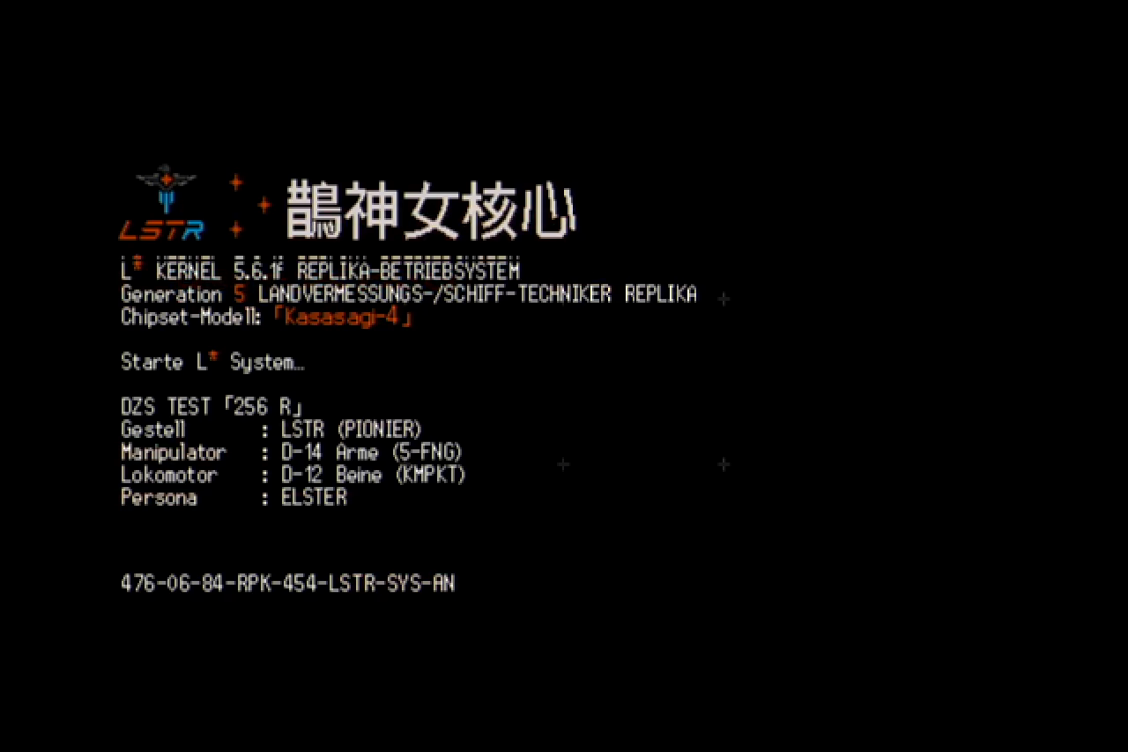 LSTR
鵲神女核心
L* KERNEL 5.6.1f REPLIKA-BETRIEBSYSTEM
Generation 5 LANDVERMESSUNGS-/SCHIFF-TECHNIKER REPLIKA
Chipset-Modell:「Kasasagi-4」
Starte L* System…
DZS TEST「256 R」
Gestell : LSTR (PIONIER)
Manipulator : D-14 Arme (5-FNG)
Lokomotor : D-12 Beine (KMPKT)
Persona : ELSTER
476-06-84-RPK-454-LSTR-SYS-AN